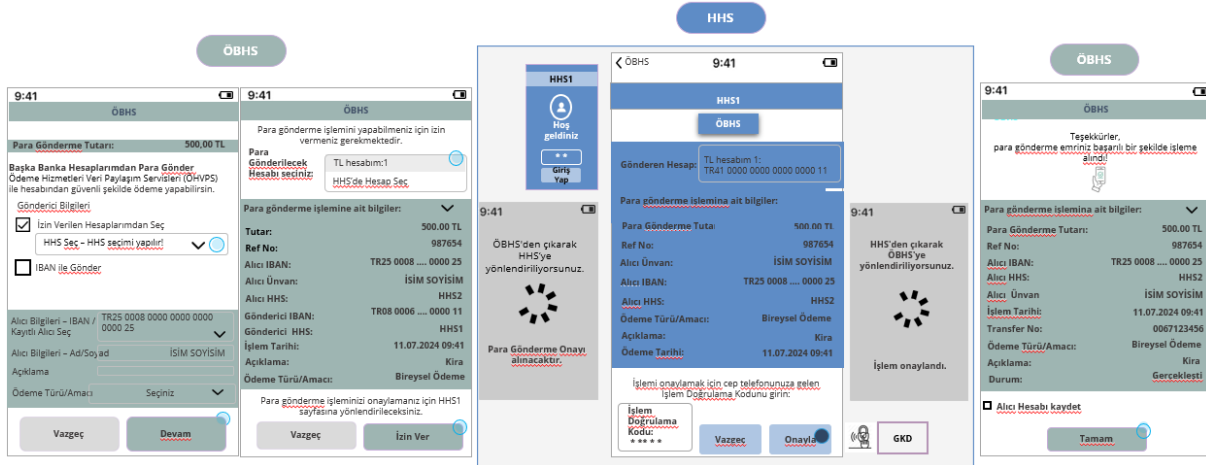 ÖBHS
HHS
ÖBHS
9:41
ÖBHS
Para Gönderme Tutarı: 500,00 TL
Başka Banka Hesaplarımdan Para Gönder
Ödeme Hizmetleri Veri Paylaşım Servisleri (ÖHVPS)
ile hesabından güvenli şekilde ödeme yapabilirsin.
Gönderici Bilgileri
İzin Verilen Hesaplarımdan Seç
HHS Seç – HHS seçimi yapılır!
IBAN ile Gönder
Alıcı Bilgileri – IBAN / TR25 0008 0000 0000 0000
Kayıtlı Alıcı Seç 0000 25
Alıcı Bilgileri – Ad/Soyad İSİM SOYİSİM
Açıklama
Ödeme Türü/Amacı Seçiniz
Vazgeç Devam
9:41
ÖBHS
Para gönderme işlemini yapabilmeniz için izin
vermeniz gerekmektedir.
Para
Gönderilecek TL hesabım:1
Hesabı seçiniz:
HHS'de Hesap Seç
Para gönderme işlemine ait bilgiler:
Tutar: 500.00 TL
Ref No: 987654
Alıcı IBAN: TR25 0008 .... 0000 25
Alıcı Ünvan: İSİM SOYİSİM
Alıcı HHS: HHS2
Gönderici IBAN: TR08 0006 .... 0000 11
Gönderici HHS: HHS1
İşlem Tarihi: 11.07.2024 09:41
Açıklama: Kira
Ödeme Türü/Amacı: Bireysel Ödeme
Para gönderme işleminizi onaylamanız için HHS1
sayfasına yönlendirileceksiniz.
Vazgeç İzin Ver
HHS1
Hoş
geldiniz
* *
Giriş
Yap
9:41
ÖBHS'den çıkarak
HHS'ye
yönlendiriliyorsunuz.
Para Gönderme Onayı
alınacaktır.
ÖBHS 9:41
HHS1
ÖBHS
Gönderen Hesap: TL hesabım 1:
TR41 0000 0000 0000 0000 11
Para gönderme işlemina ait bilgiler:
Para Gönderme Tutaı 500.00 TL
Ref No: 987654
Alıcı Ünvan: İSİM SOYİSİM
Alıcı IBAN: TR25 0008 .... 0000 25
Alıcı HHS: HHS2
Ödeme Türü/Amacı: Bireysel Ödeme
Açıklama: Kira
Ödeme Tarihi: 11.07.2024 09:41
İşlemi onaylamak için cep telefonunuza gelen
İşlem Doğrulama Kodunu girin:
İşlem
Doğrulama
Kodu:
* * * * *
Vazgeç Onayla
9:41
HHS'den çıkarak
ÖBHS'ye
yönlendiriliyorsunuz.
İşlem onaylandı.
GKD
9:41
ÖBHS
Teşekkürler,
para gönderme emriniz başarılı bir şekilde işleme
alındı!
Para gönderme işlemina ait bilgiler:
Para Gönderme Tutarı: 500.00 TL
Ref No: 987654
Alıcı IBAN: TR25 0008 .... 0000 25
Alıcı HHS: HHS2
Alıcı Ünvan İSİM SOYİSİM
İşlem Tarihi: 11.07.2024 09:41
Transfer No: 0067123456
Ödeme Türü/Amacı: Bireysel Ödeme
Açıklama: Kira
Durum: Gerçekleşti
Alıcı Hesabı kaydet
Tamam